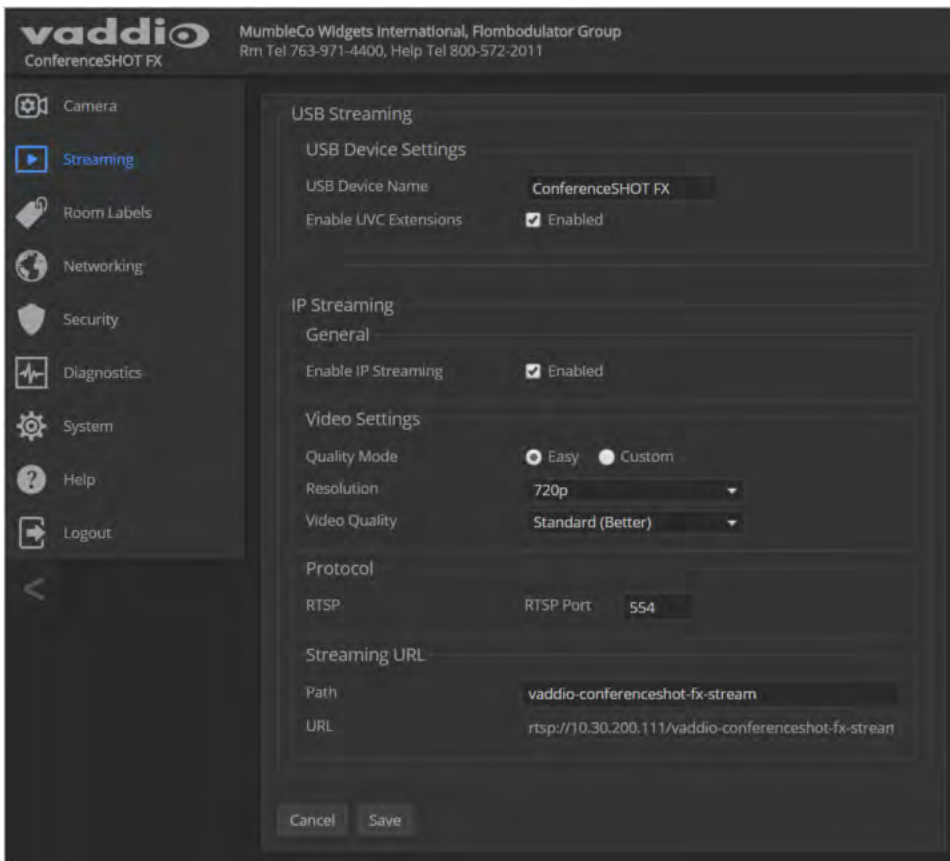 vaddio
ConferenceSHOT FX
MumbleCo Widgets International, Flombodulator Group
Rm Tel 763-971-4400, Help Tel 800-572-2011
Camera
Streaming
Room Labels
Networking
Security
Diagnostics
System
Help
Logout
<
USB Streaming
USB Device Settings
USB Device Name ConferenceSHOT FX
Enable UVC Extensions Enabled
IP Streaming
General
Enable IP Streaming Enabled
Video Settings
Quality Mode Easy Custom
Resolution 720p
Video Quality Standard (Better)
Protocol
RTSP RTSP Port 554
Streaming URL
Path vaddio-conferenceshot-fx-stream
URL rtsp://10.30.200.111/vaddio-conferenceshot-fx-stream
Cancel Save